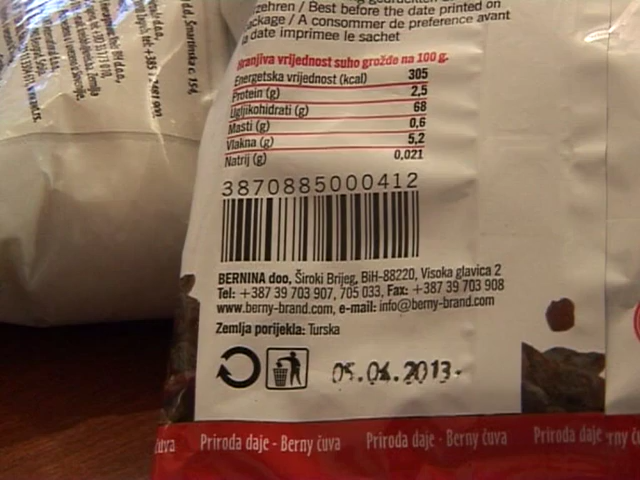 zehren / Best before the date printed on
package / A consommer de preference avant
date imprimee le sachet
Hranjiva vrijednost suho grožđe na 100 g.
Energetska vrijednost (kcal) 305
Protein (g) 2,5
Ugljikohidrati (g) 68
Masti (g) 0,6
Vlakna (g) 5,2
Natrij (g) 0,021
3870885000412
BERNINA doo, Široki Brijeg, BiH-88220, Visoka glavica 2
Tel: +387 39 703 907, 705 033, Fax: +387 39 703 908
www.berny-brand.com, e-mail: info@berny-brand.com
Zemlja porijekla: Turska
05.04.2013.
čuva Priroda daje - Berny čuva Priroda daje - Berny čuva Priroda daje